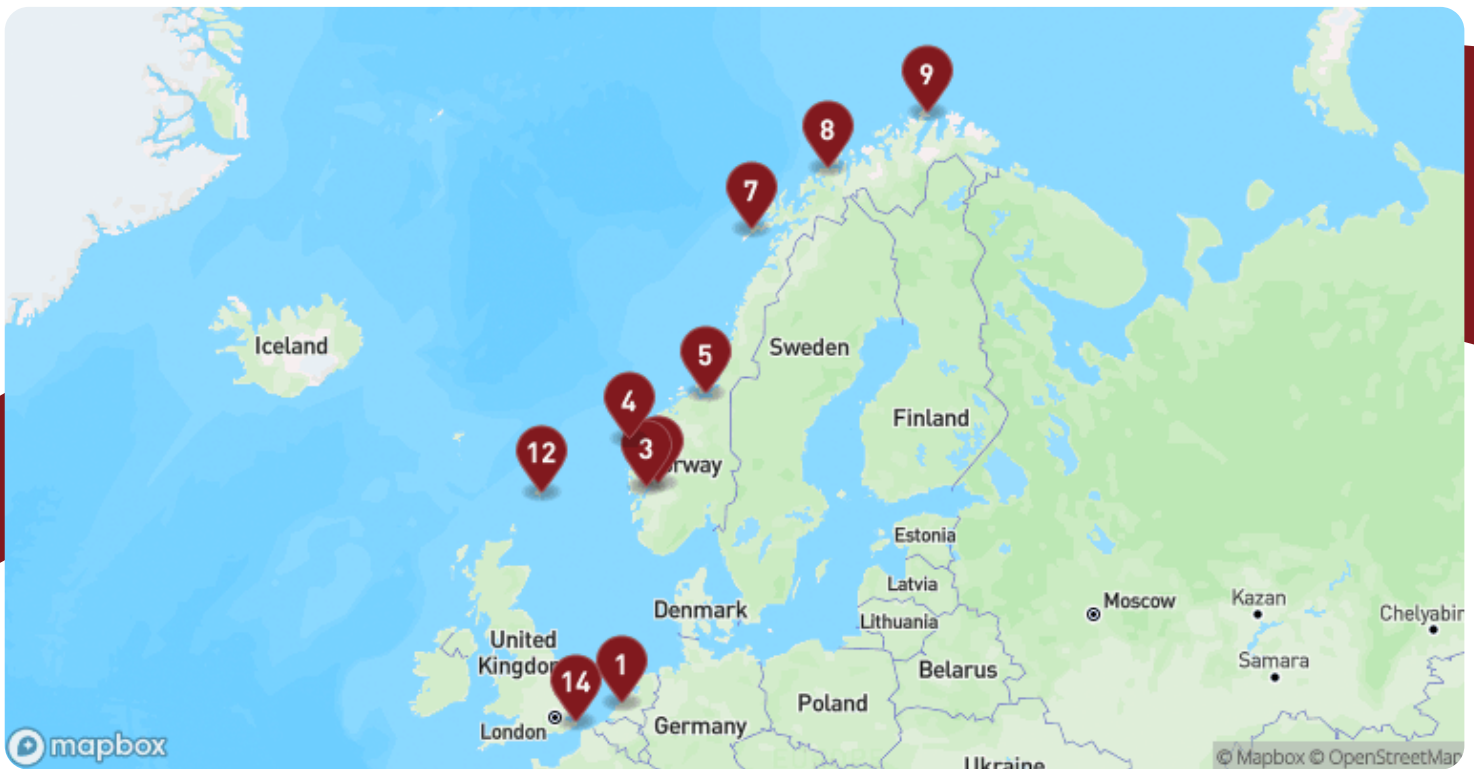 9
8
7
Iceland
Sweden
5
4
Finland
3
rway
12
Estonia
Latvia
Denmark
Lithuania
Moscow
Kazan
Chelyabin
United
Kingdom
1
14
Belarus
Samara
Poland
London
Germany
Ukraine
mapbox
© Mapbox © OpenStreetMap